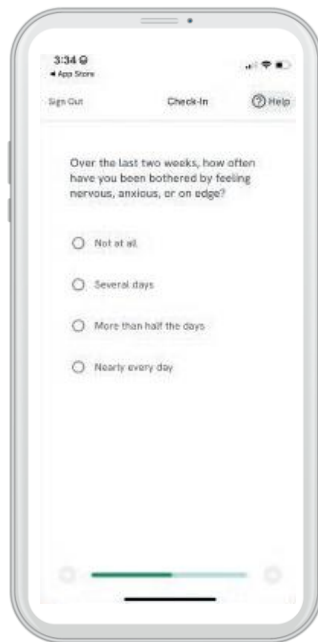 3:34
◀ App Store
Sign Out Check-In ? Help
Over the last two weeks, how often
have you been bothered by feeling
nervous, anxious, or on edge?
Not at all
Several days
More than half the days
Nearly every day